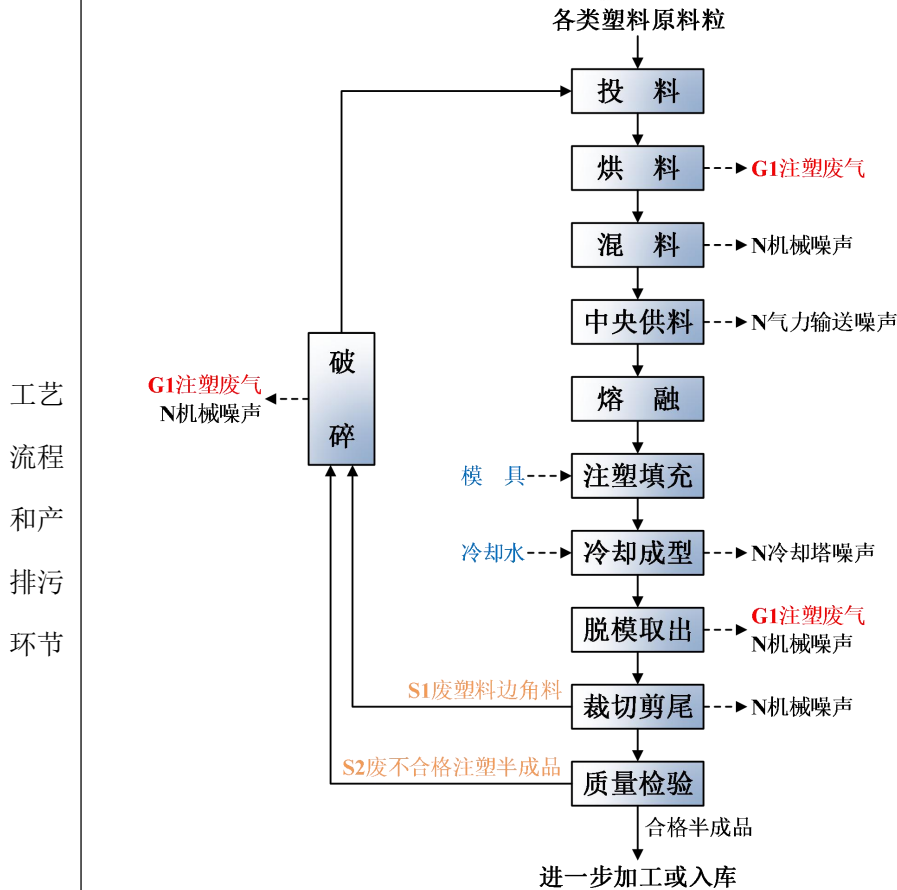 工艺
流程
和产
排污
环节
各类塑料原料粒
投　料
烘　料
G1注塑废气
混　料
N机械噪声
中央供料
N气力输送噪声
破
碎
G1注塑废气
N机械噪声
熔　融
模　具
注塑填充
冷却水
冷却成型
N冷却塔噪声
脱模取出
G1注塑废气
N机械噪声
S1废塑料边角料
裁切剪尾
N机械噪声
S2废不合格注塑半成品
质量检验
合格半成品
进一步加工或入库